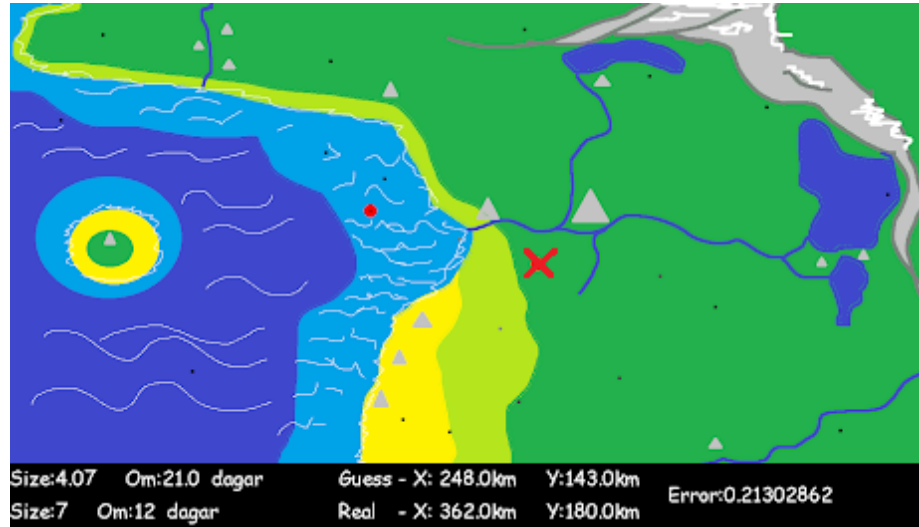 Size:4.07 Om:21.0 dagar Guess - X: 248.0km Y:143.0km
Size:7 Om:12 dagar Real - X: 362.0km Y:180.0km
Error:0.21302862